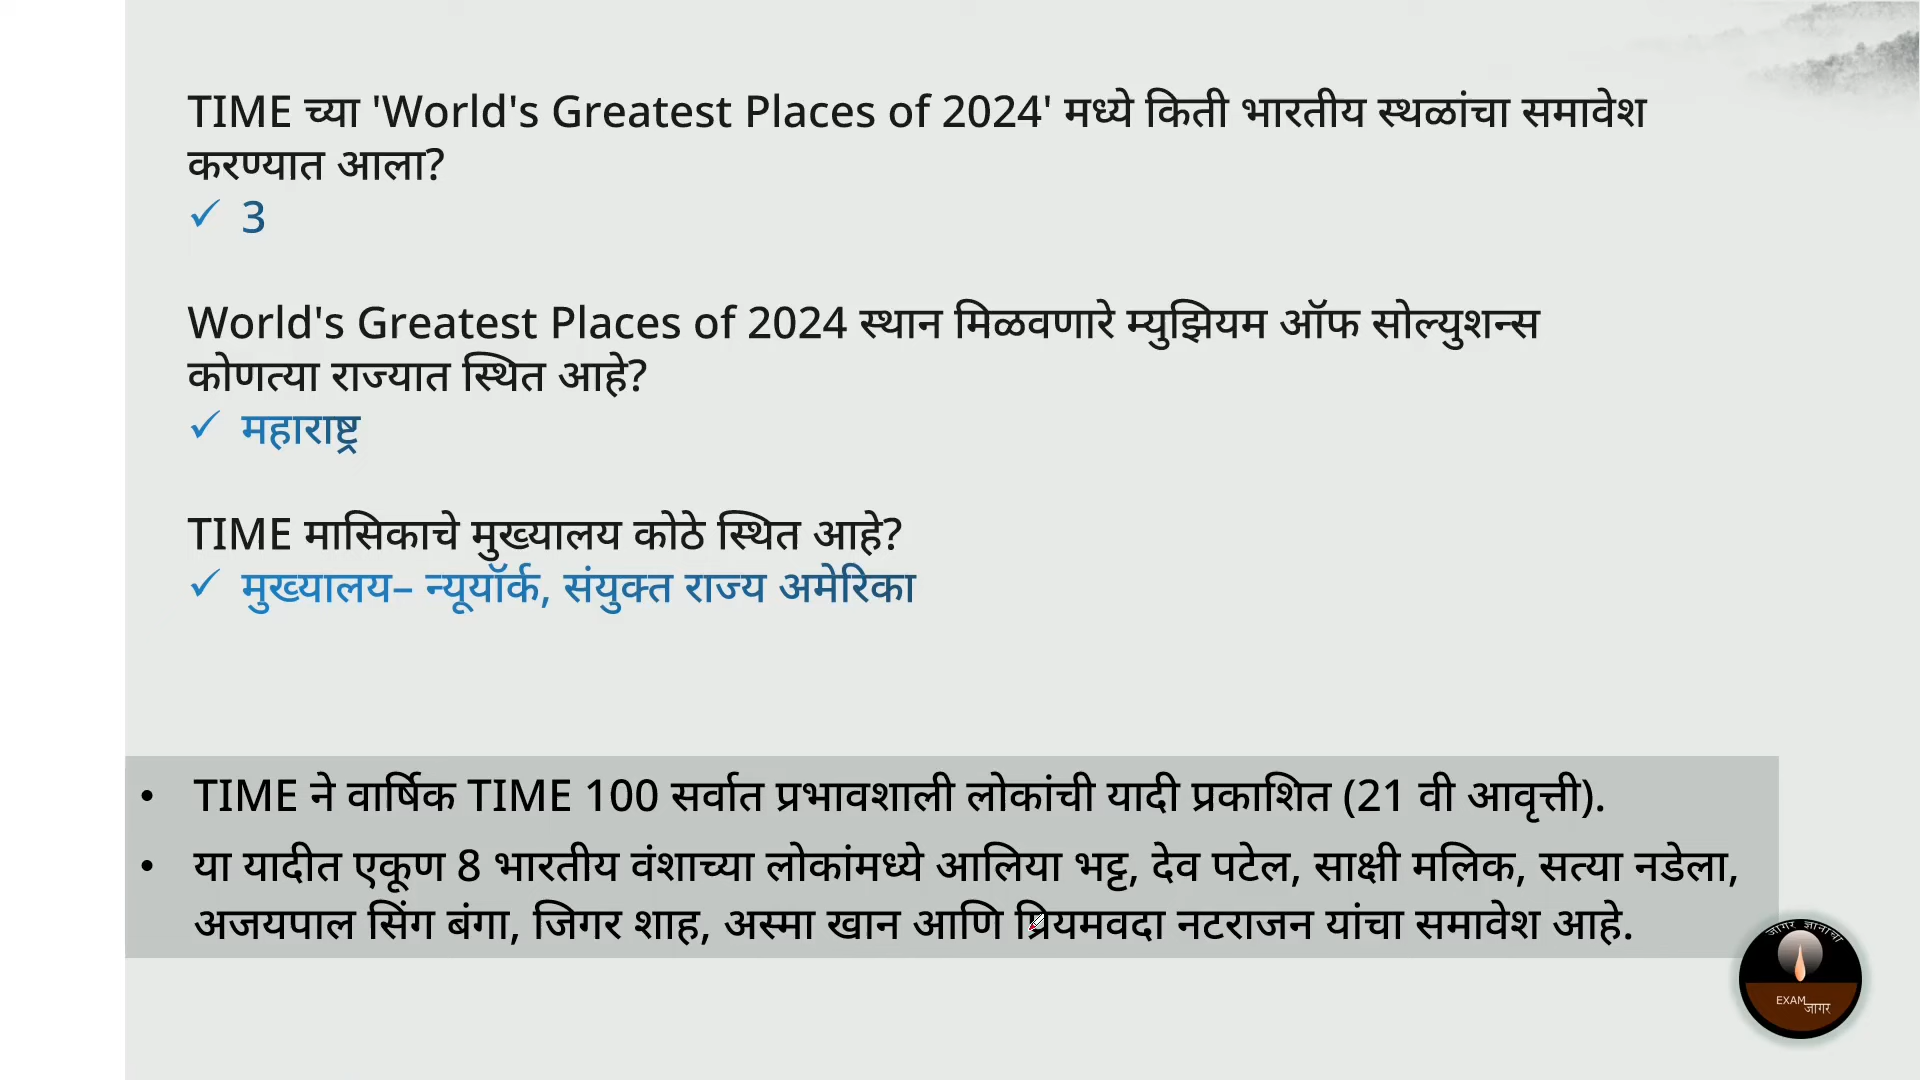 TIME च्या 'World's Greatest Places of 2024' मध्ये किती भारतीय स्थळांचा समावेश
करण्यात आला?
✓ 3
World's Greatest Places of 2024 स्थान मिळवणारे म्युझियम ऑफ सोल्युशन्स
कोणत्या राज्यात स्थित आहे?
✓ महाराष्ट्र
TIME मासिकाचे मुख्यालय कोठे स्थित आहे?
✓ मुख्यालय– न्यूयॉर्क, संयुक्त राज्य अमेरिका
• TIME ने वार्षिक TIME 100 सर्वात प्रभावशाली लोकांची यादी प्रकाशित (21 वी आवृत्ती).
• या यादीत एकूण 8 भारतीय वंशाच्या लोकांमध्ये आलिया भट्ट, देव पटेल, साक्षी मलिक, सत्या नडेला,
अजयपाल सिंग बंगा, जिगर शाह, अस्मा खान आणि प्रियमवदा नटराजन यांचा समावेश आहे.
जागर ज्ञानाचा
EXAM
जागर